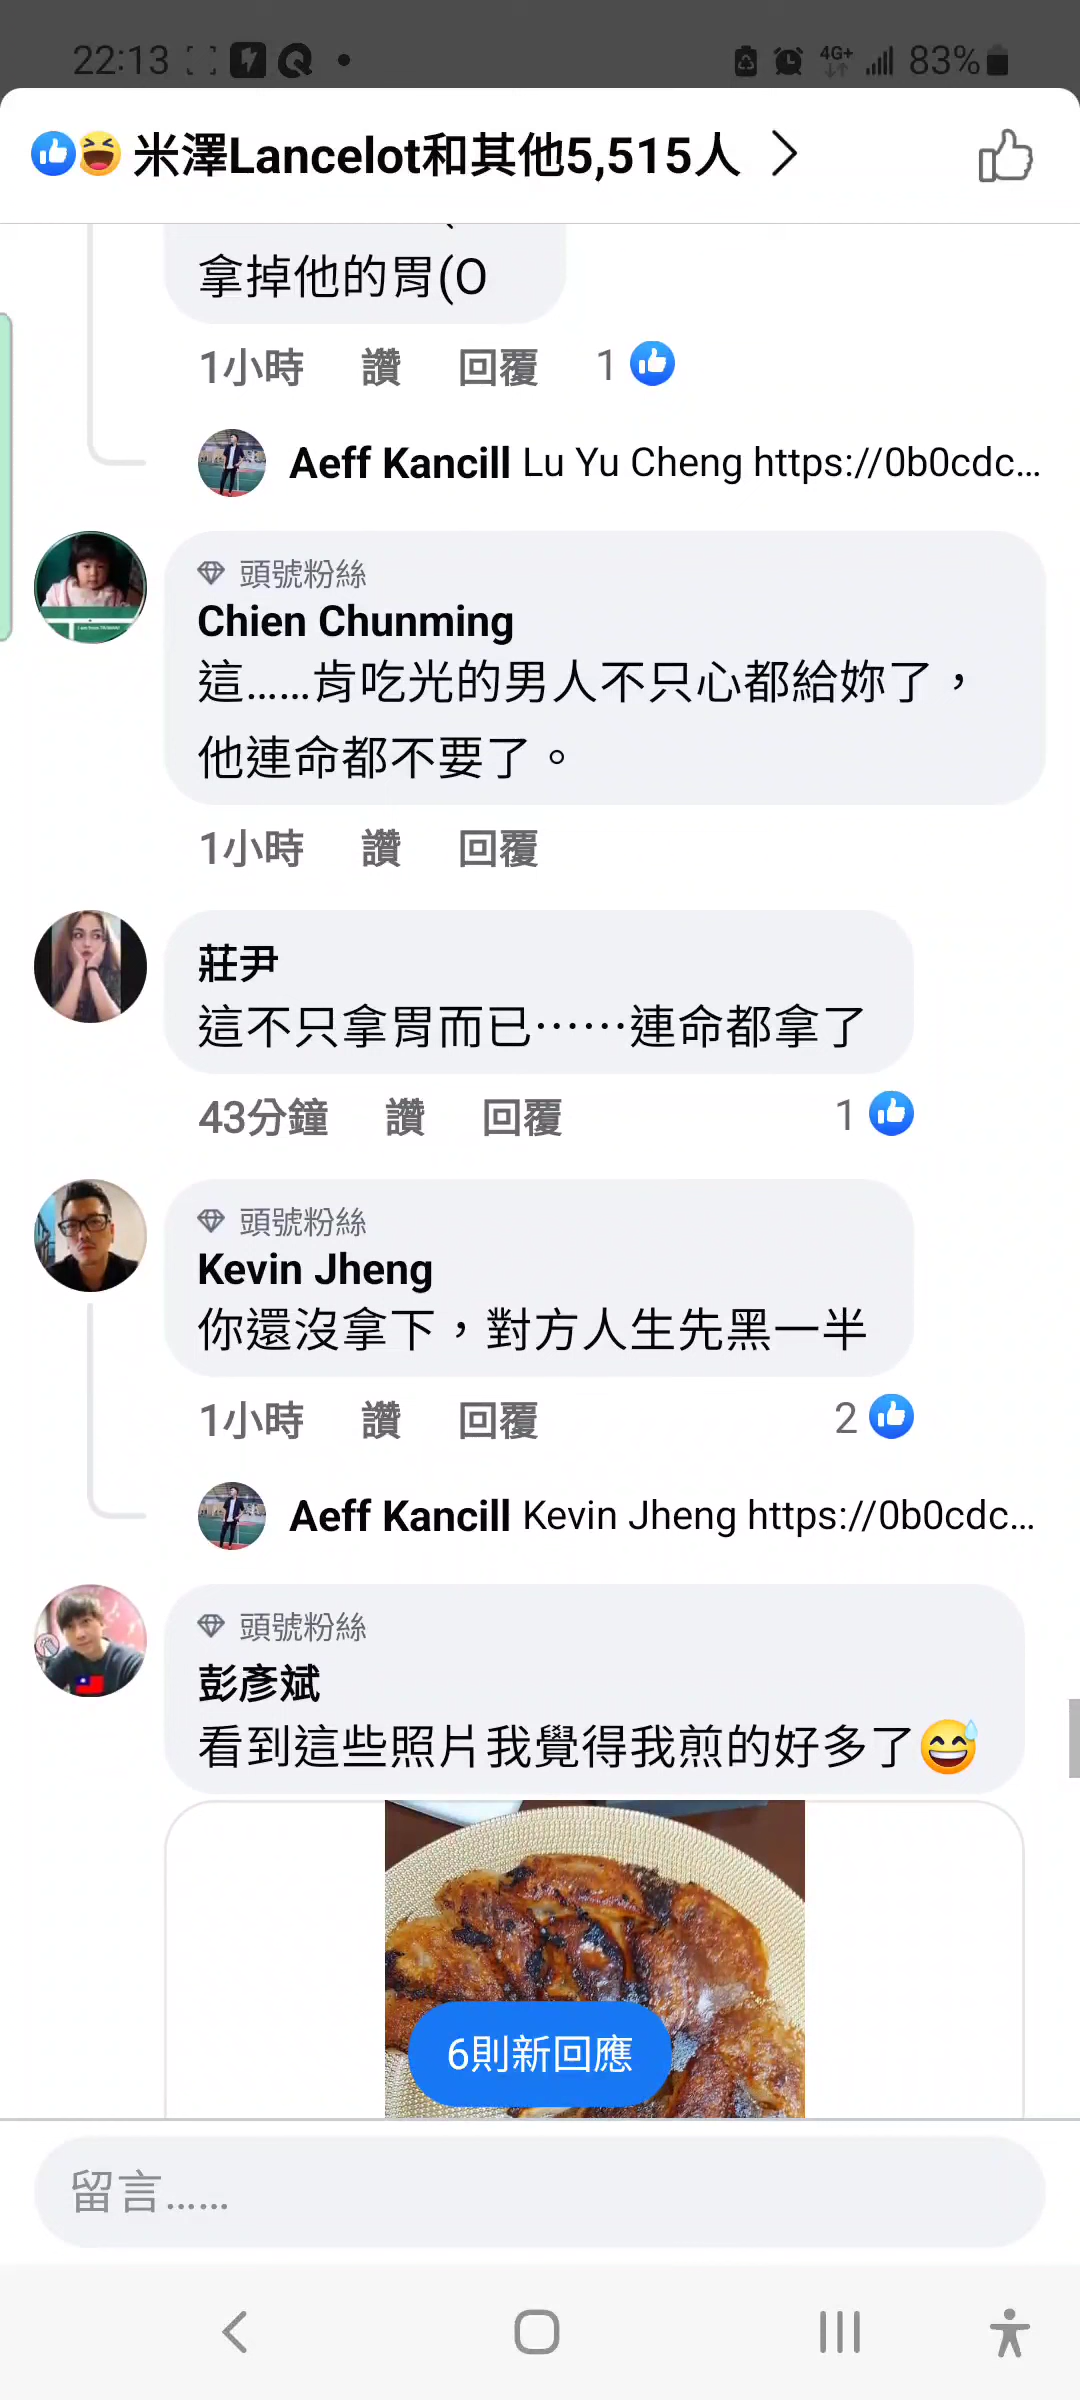 22:13
4G+
83%
米澤Lancelot和其他5,515人
拿掉他的胃(O
1小時 讚 回覆 1
Aeff Kancill Lu Yu Cheng https://0b0cdc...
頭號粉絲
Chien Chunming
這......肯吃光的男人不只心都給妳了，
他連命都不要了。
1小時 讚 回覆
莊尹
這不只拿胃而已⋯⋯連命都拿了
43分鐘 讚 回覆 1
頭號粉絲
Kevin Jheng
你還沒拿下，對方人生先黑一半
1小時 讚 回覆 2
Aeff Kancill Kevin Jheng https://0b0cdc...
頭號粉絲
彭彥斌
看到這些照片我覺得我煎的好多了😅
6則新回應
留言......